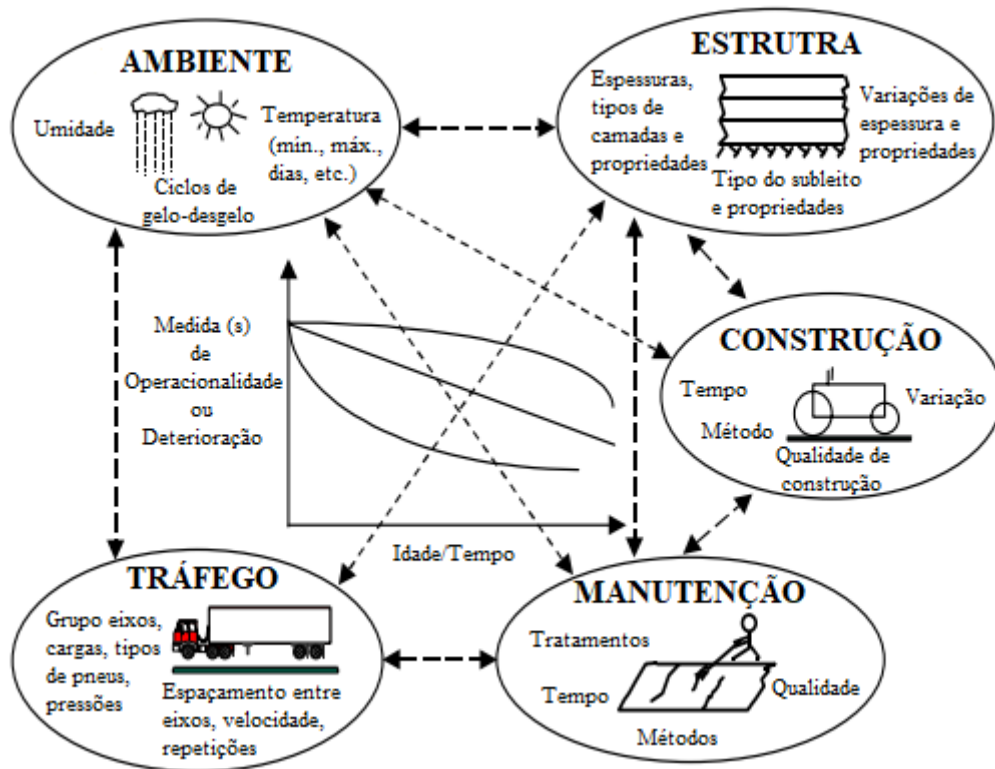 AMBIENTE
Umidade
Temperatura
(min., máx.,
dias, etc.)
Ciclos de
gelo-desgelo
ESTRUTRA
Espessuras,
tipos de
camadas e
propriedades
Variações de
espessura e
propriedades
Tipo do subleito
e propriedades
Medida (s)
de
Operacionalidade
ou
Deterioração
Idade/Tempo
CONSTRUÇÃO
Tempo
Método
Variação
Qualidade de
construção
TRÁFEGO
Grupo eixos,
cargas, tipos
de pneus,
pressões
Espaçamento entre
eixos, velocidade,
repetições
MANUTENÇÃO
Tratamentos
Tempo
Qualidade
Métodos